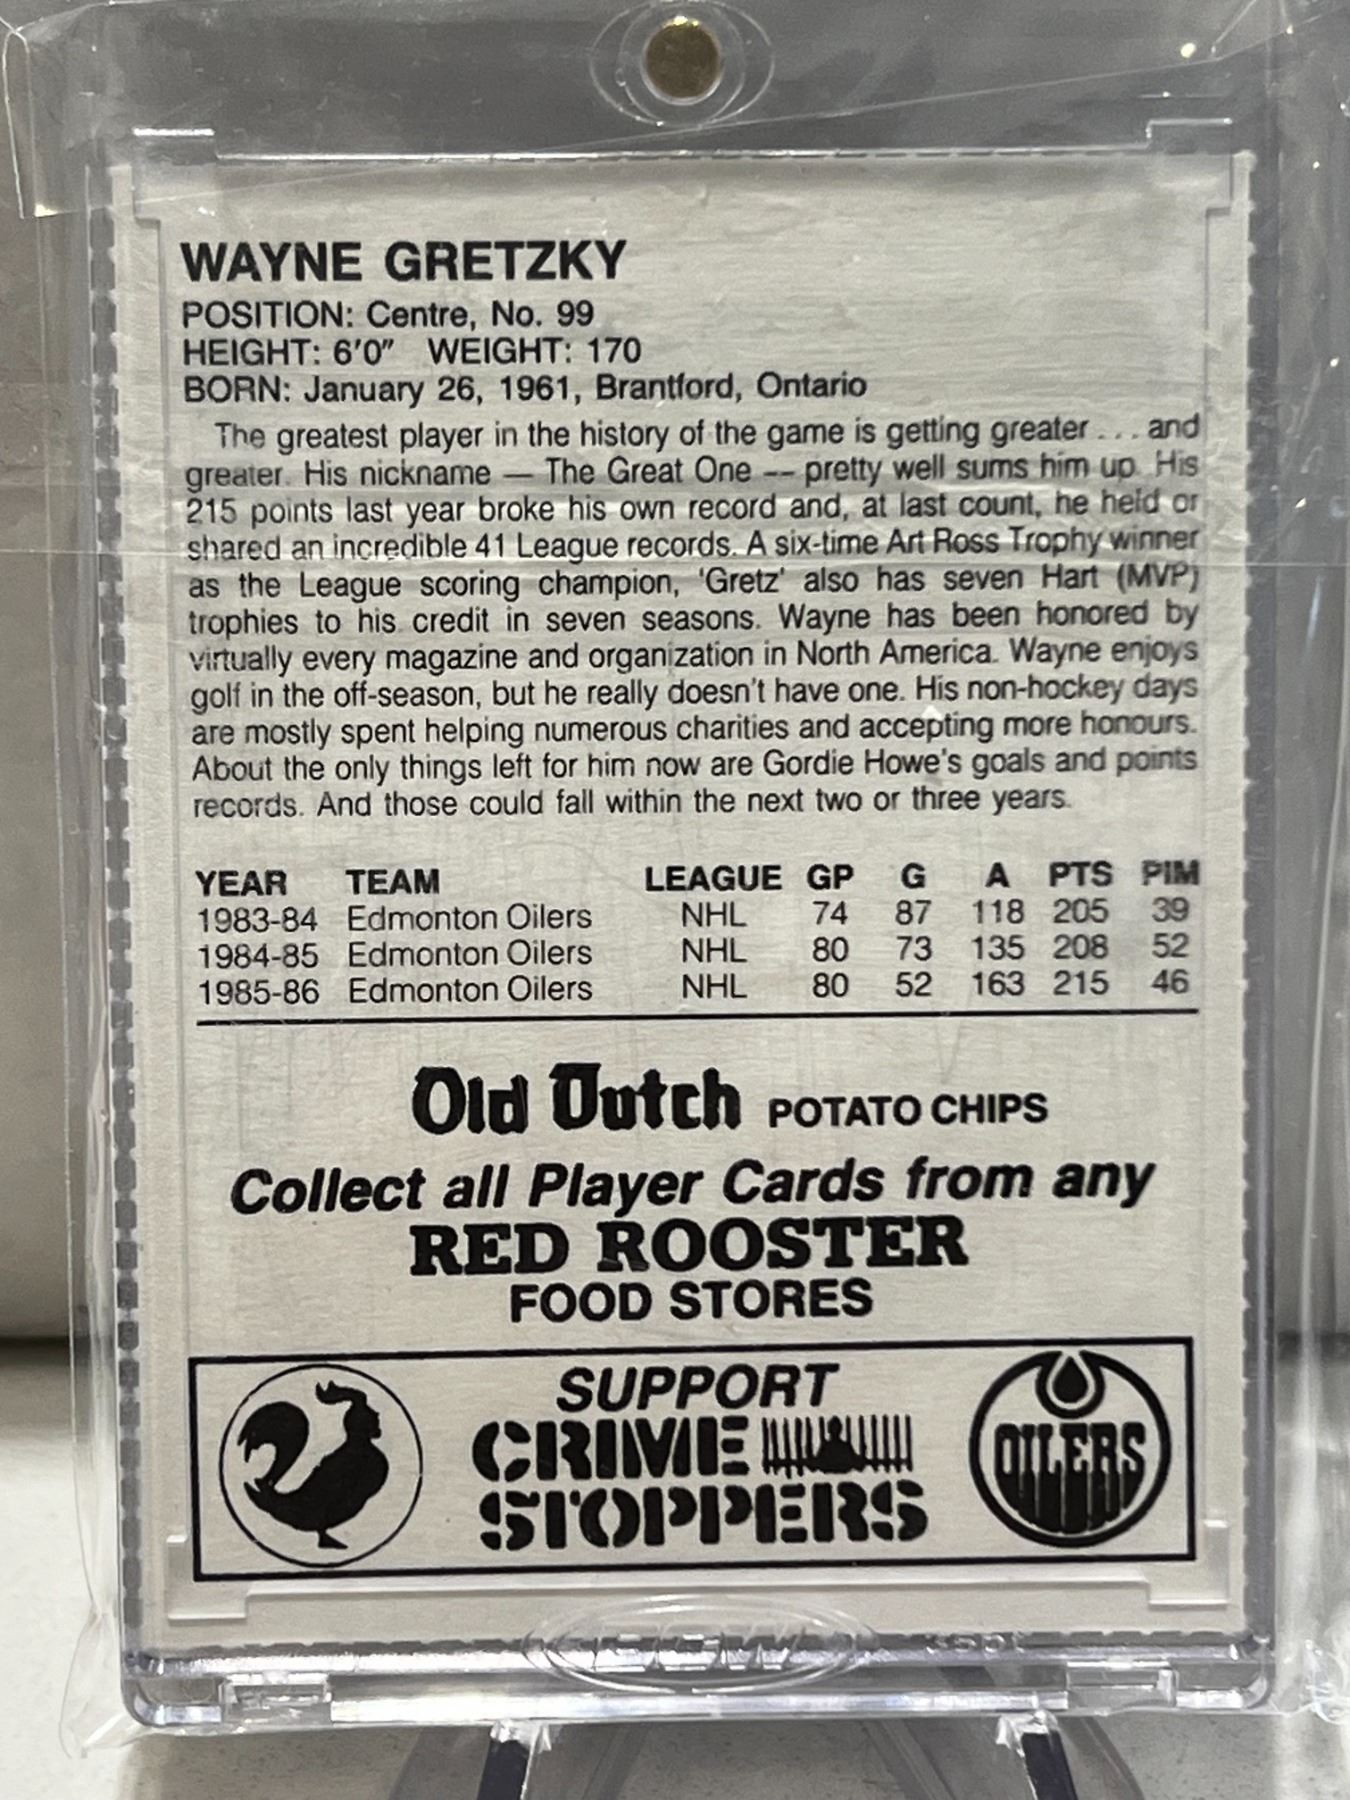 WAYNE GRETZKY
POSITION: Centre, No. 99
HEIGHT: 6'0" WEIGHT: 170
BORN: January 26, 1961, Brantford, Ontario
The greatest player in the history of the game is getting greater . . . and
greater. His nickname — The Great One -- pretty well sums him up. His
215 points last year broke his own record and, at last count, he held or
shared an incredible 41 League records. A six-time Art Ross Trophy winner
as the League scoring champion, 'Gretz' also has seven Hart (MVP)
trophies to his credit in seven seasons. Wayne has been honored by
virtually every magazine and organization in North America. Wayne enjoys
golf in the off-season, but he really doesn't have one. His non-hockey days
are mostly spent helping numerous charities and accepting more honours.
About the only things left for him now are Gordie Howe's goals and points
records. And those could fall within the next two or three years.
YEAR TEAM LEAGUE GP G A PTS PIM
1983-84 Edmonton Oilers NHL 74 87 118 205 39
1984-85 Edmonton Oilers NHL 80 73 135 208 52
1985-86 Edmonton Oilers NHL 80 52 163 215 46
Old Dutch POTATO CHIPS
Collect all Player Cards from any
RED ROOSTER
FOOD STORES
SUPPORT
CRIME
STOPPERS
OILERS